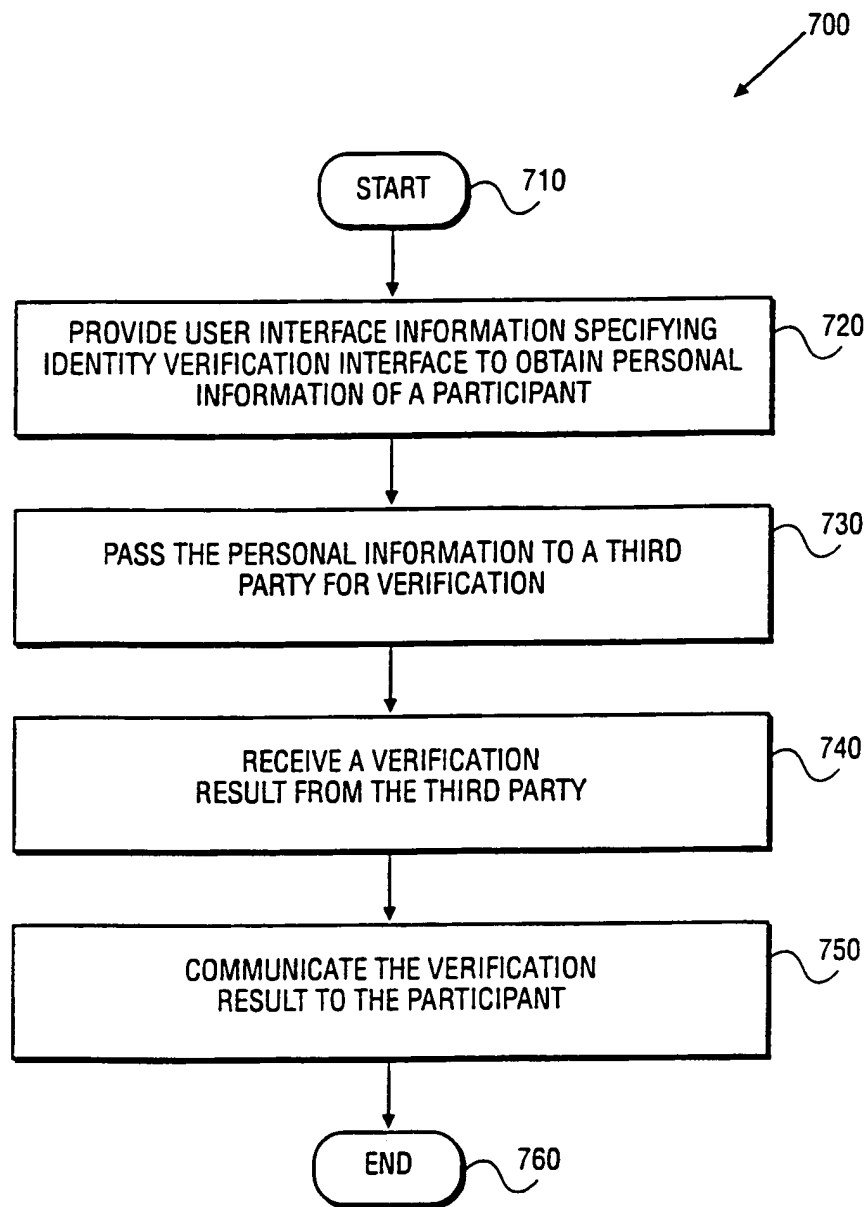 700
START
710
PROVIDE USER INTERFACE INFORMATION SPECIFYING
IDENTITY VERIFICATION INTERFACE TO OBTAIN PERSONAL
INFORMATION OF A PARTICIPANT
720
PASS THE PERSONAL INFORMATION TO A THIRD
PARTY FOR VERIFICATION
730
RECEIVE A VERIFICATION
RESULT FROM THE THIRD PARTY
740
COMMUNICATE THE VERIFICATION
RESULT TO THE PARTICIPANT
750
END
760